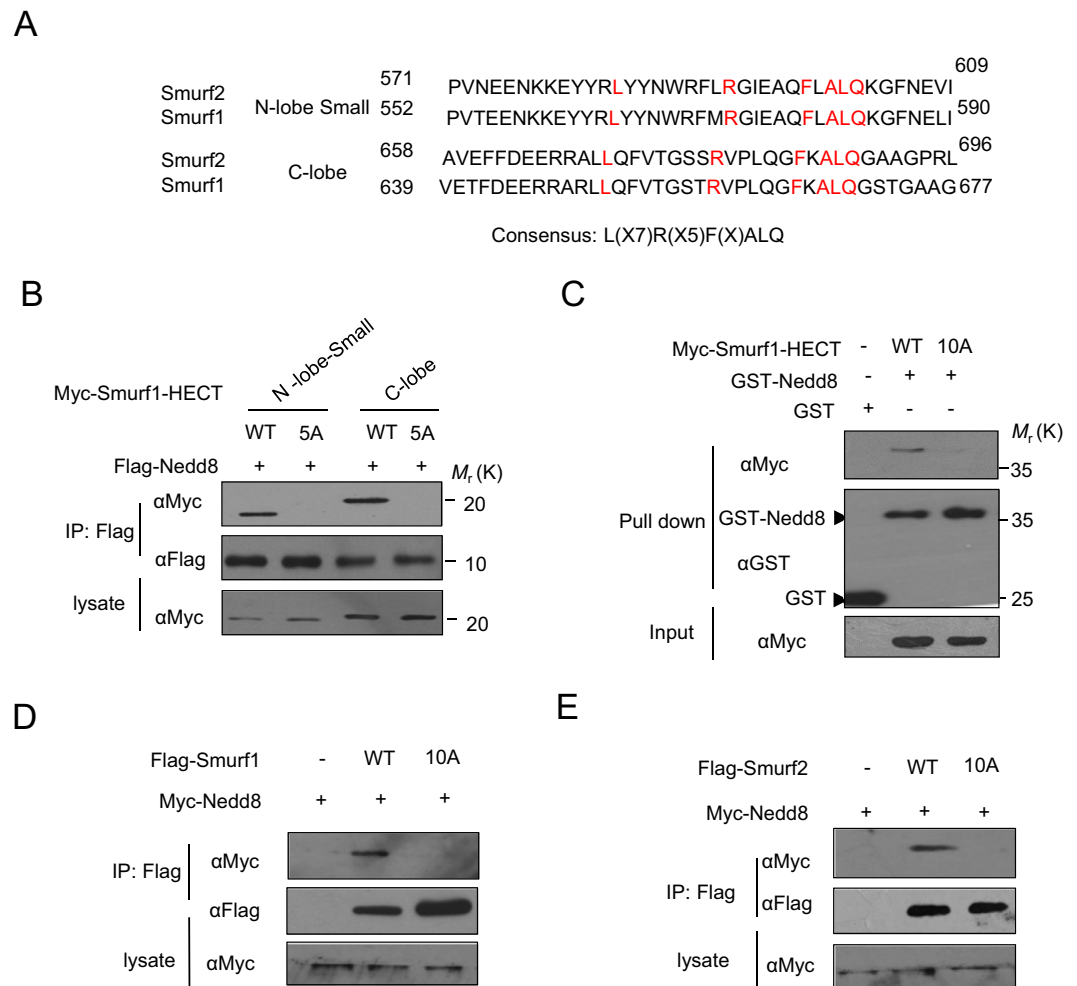 A
Smurf2 571 PVNEENKKEYYRLYYNWRFLRGIEAQFLALQKGFNEVI 609
Smurf1 N-lobe Small 552 PVTEENKKEYYRLYYNWRFMRGIEAQFLALQKGFNELI 590
Smurf2 658 AVEFFDEERRALLQFVTGSSRVPLQGFKALQGAAGPRL 696
Smurf1 C-lobe 639 VETFDEERRARLLQFVTGSTRVPLQGFKALQGSTGAAG 677
Consensus: L(X7)R(X5)F(X)ALQ
B
N -lobe-Small C-lobe
Myc-Smurf1-HECT
WT 5A WT 5A
Flag-Nedd8 + + + + Mr (K)
IP: Flag αMyc 20
αFlag 10
lysate αMyc 20
C
Myc-Smurf1-HECT - WT 10A
GST-Nedd8 - + +
GST + - -
Mr (K)
αMyc 35
Pull down GST-Nedd8 35
αGST
GST 25
Input αMyc
D
Flag-Smurf1 - WT 10A
Myc-Nedd8 + + +
IP: Flag αMyc
αFlag
lysate αMyc
E
Flag-Smurf2 - WT 10A
Myc-Nedd8 + + +
IP: Flag αMyc
αFlag
lysate αMyc